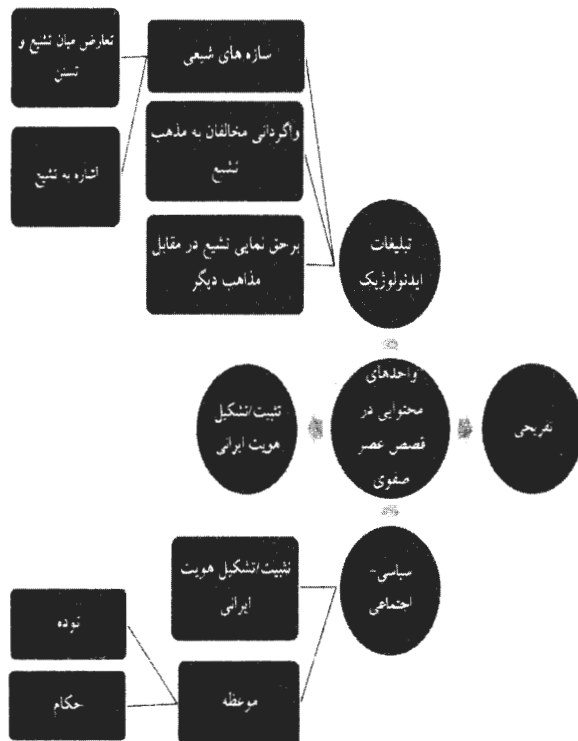 سازه های شیعی
تعارض میان تشیع و
تسنن
اشاره به تشیع
واگردانی مخالفان به مذهب
تشیع
برحق نمایی تشیع در مقابل
مذاهب دیگر
تبلیغات
ایدئولوژیک
واحدهای
محتوایی در
قصص عصر
صفوی
تفریحی
تثبیت/تشکیل
هویت ایرانی
سیاسی-
اجتماعی
تثبیت/تشکیل هویت
ایرانی
موعظه
توده
حکام